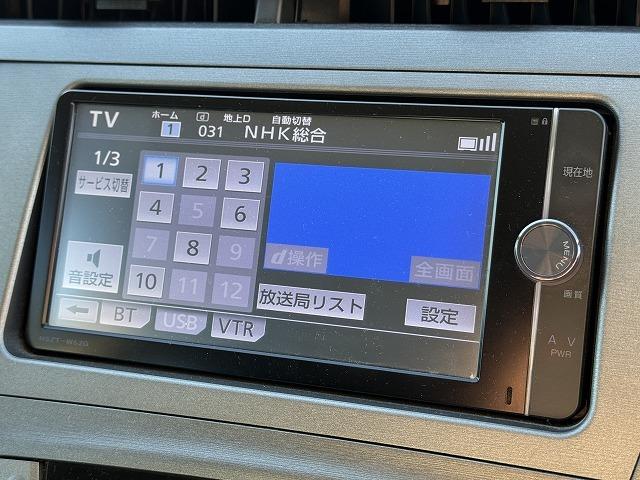 TV ホーム 1 d 地上D 031 自動切替 NHK総合
1/3
サービス切替
1 2 3
4 5 6
7 8 9
10 11 12
音設定
d操作
全画面
放送局リスト
設定
BT USB VTR
NSZT-W62G
現在地
MENU
画質
A V
PWR